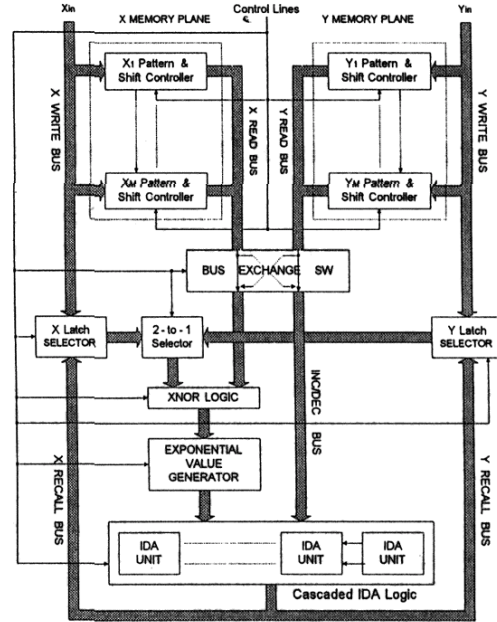 Xin
X MEMORY PLANE
Control Lines
Y MEMORY PLANE
Yin
X1 Pattern &
Shift Controller
Y1 Pattern &
Shift Controller
X WRITE BUS
X READ BUS
Y READ BUS
Y WRITE BUS
XM Pattern &
Shift Controller
YM Pattern &
Shift Controller
BUS EXCHANGE SW
X Latch
SELECTOR
2 - to - 1
Selector
Y Latch
SELECTOR
XNOR LOGIC
INC/DEC BUS
EXPONENTIAL
VALUE
GENERATOR
X RECALL BUS
Y RECALL BUS
IDA
UNIT
IDA
UNIT
IDA
UNIT
Cascaded IDA Logic